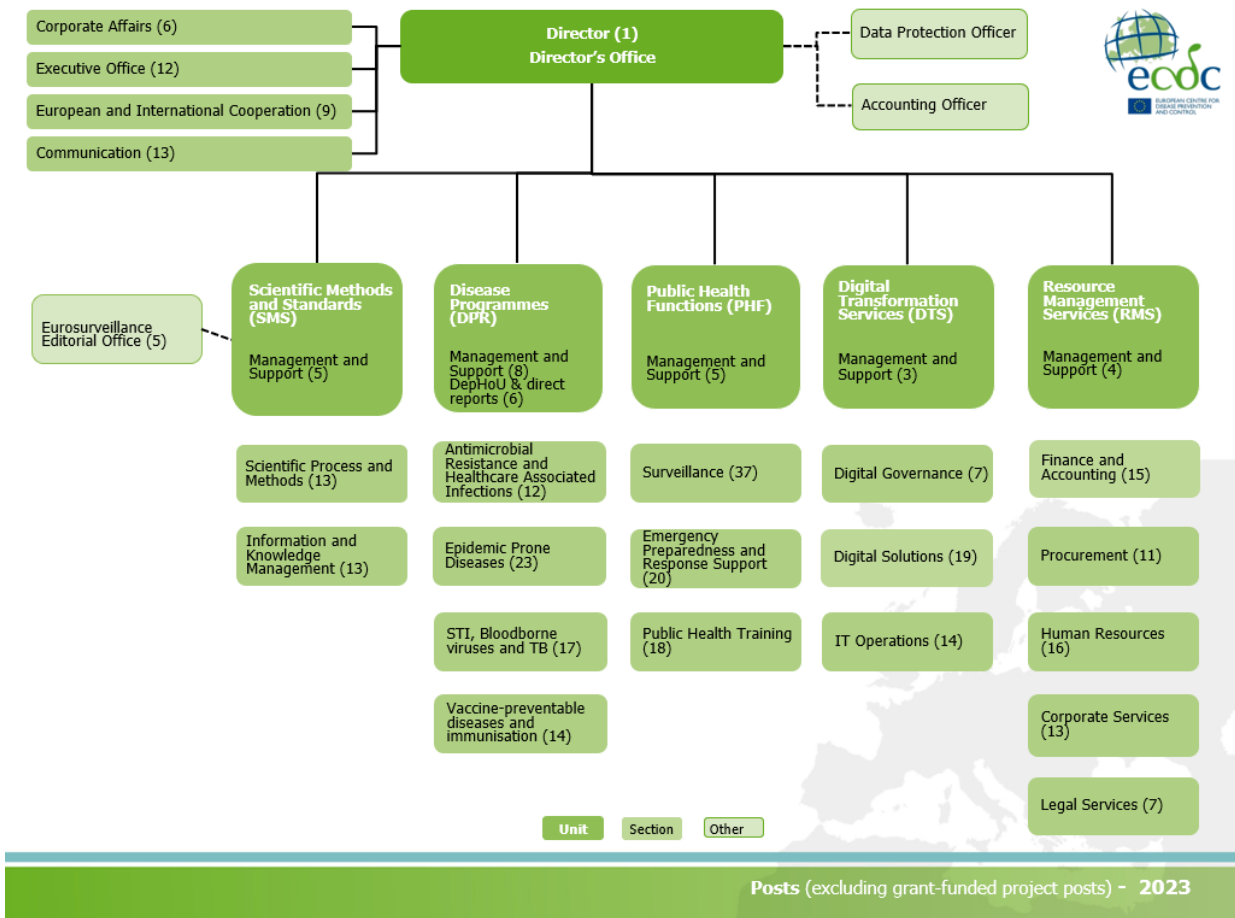 Corporate Affairs (6)
Executive Office (12)
European and International Cooperation (9)
Communication (13)
Director (1)
Director's Office
Data Protection Officer
Accounting Officer
ecdc
EUROPEAN CENTRE FOR
DISEASE PREVENTION
AND CONTROL
Eurosurveillance
Editorial Office (5)
Scientific Methods
and Standards
(SMS)
Management and
Support (5)
Scientific Process and
Methods (13)
Information and
Knowledge
Management (13)
Disease
Programmes
(DPR)
Management and
Support (8)
DepHoU & direct
reports (6)
Antimicrobial
Resistance and
Healthcare Associated
Infections (12)
Epidemic Prone
Diseases (23)
STI, Bloodborne
viruses and TB (17)
Vaccine-preventable
diseases and
immunisation (14)
Public Health
Functions (PHF)
Management and
Support (5)
Surveillance (37)
Emergency
Preparedness and
Response Support
(20)
Public Health Training
(18)
Digital
Transformation
Services (DTS)
Management and
Support (3)
Digital Governance (7)
Digital Solutions (19)
IT Operations (14)
Resource
Management
Services (RMS)
Management and
Support (4)
Finance and
Accounting (15)
Procurement (11)
Human Resources
(16)
Corporate Services
(13)
Legal Services (7)
Unit
Section
Other
Posts (excluding grant-funded project posts) - 2023